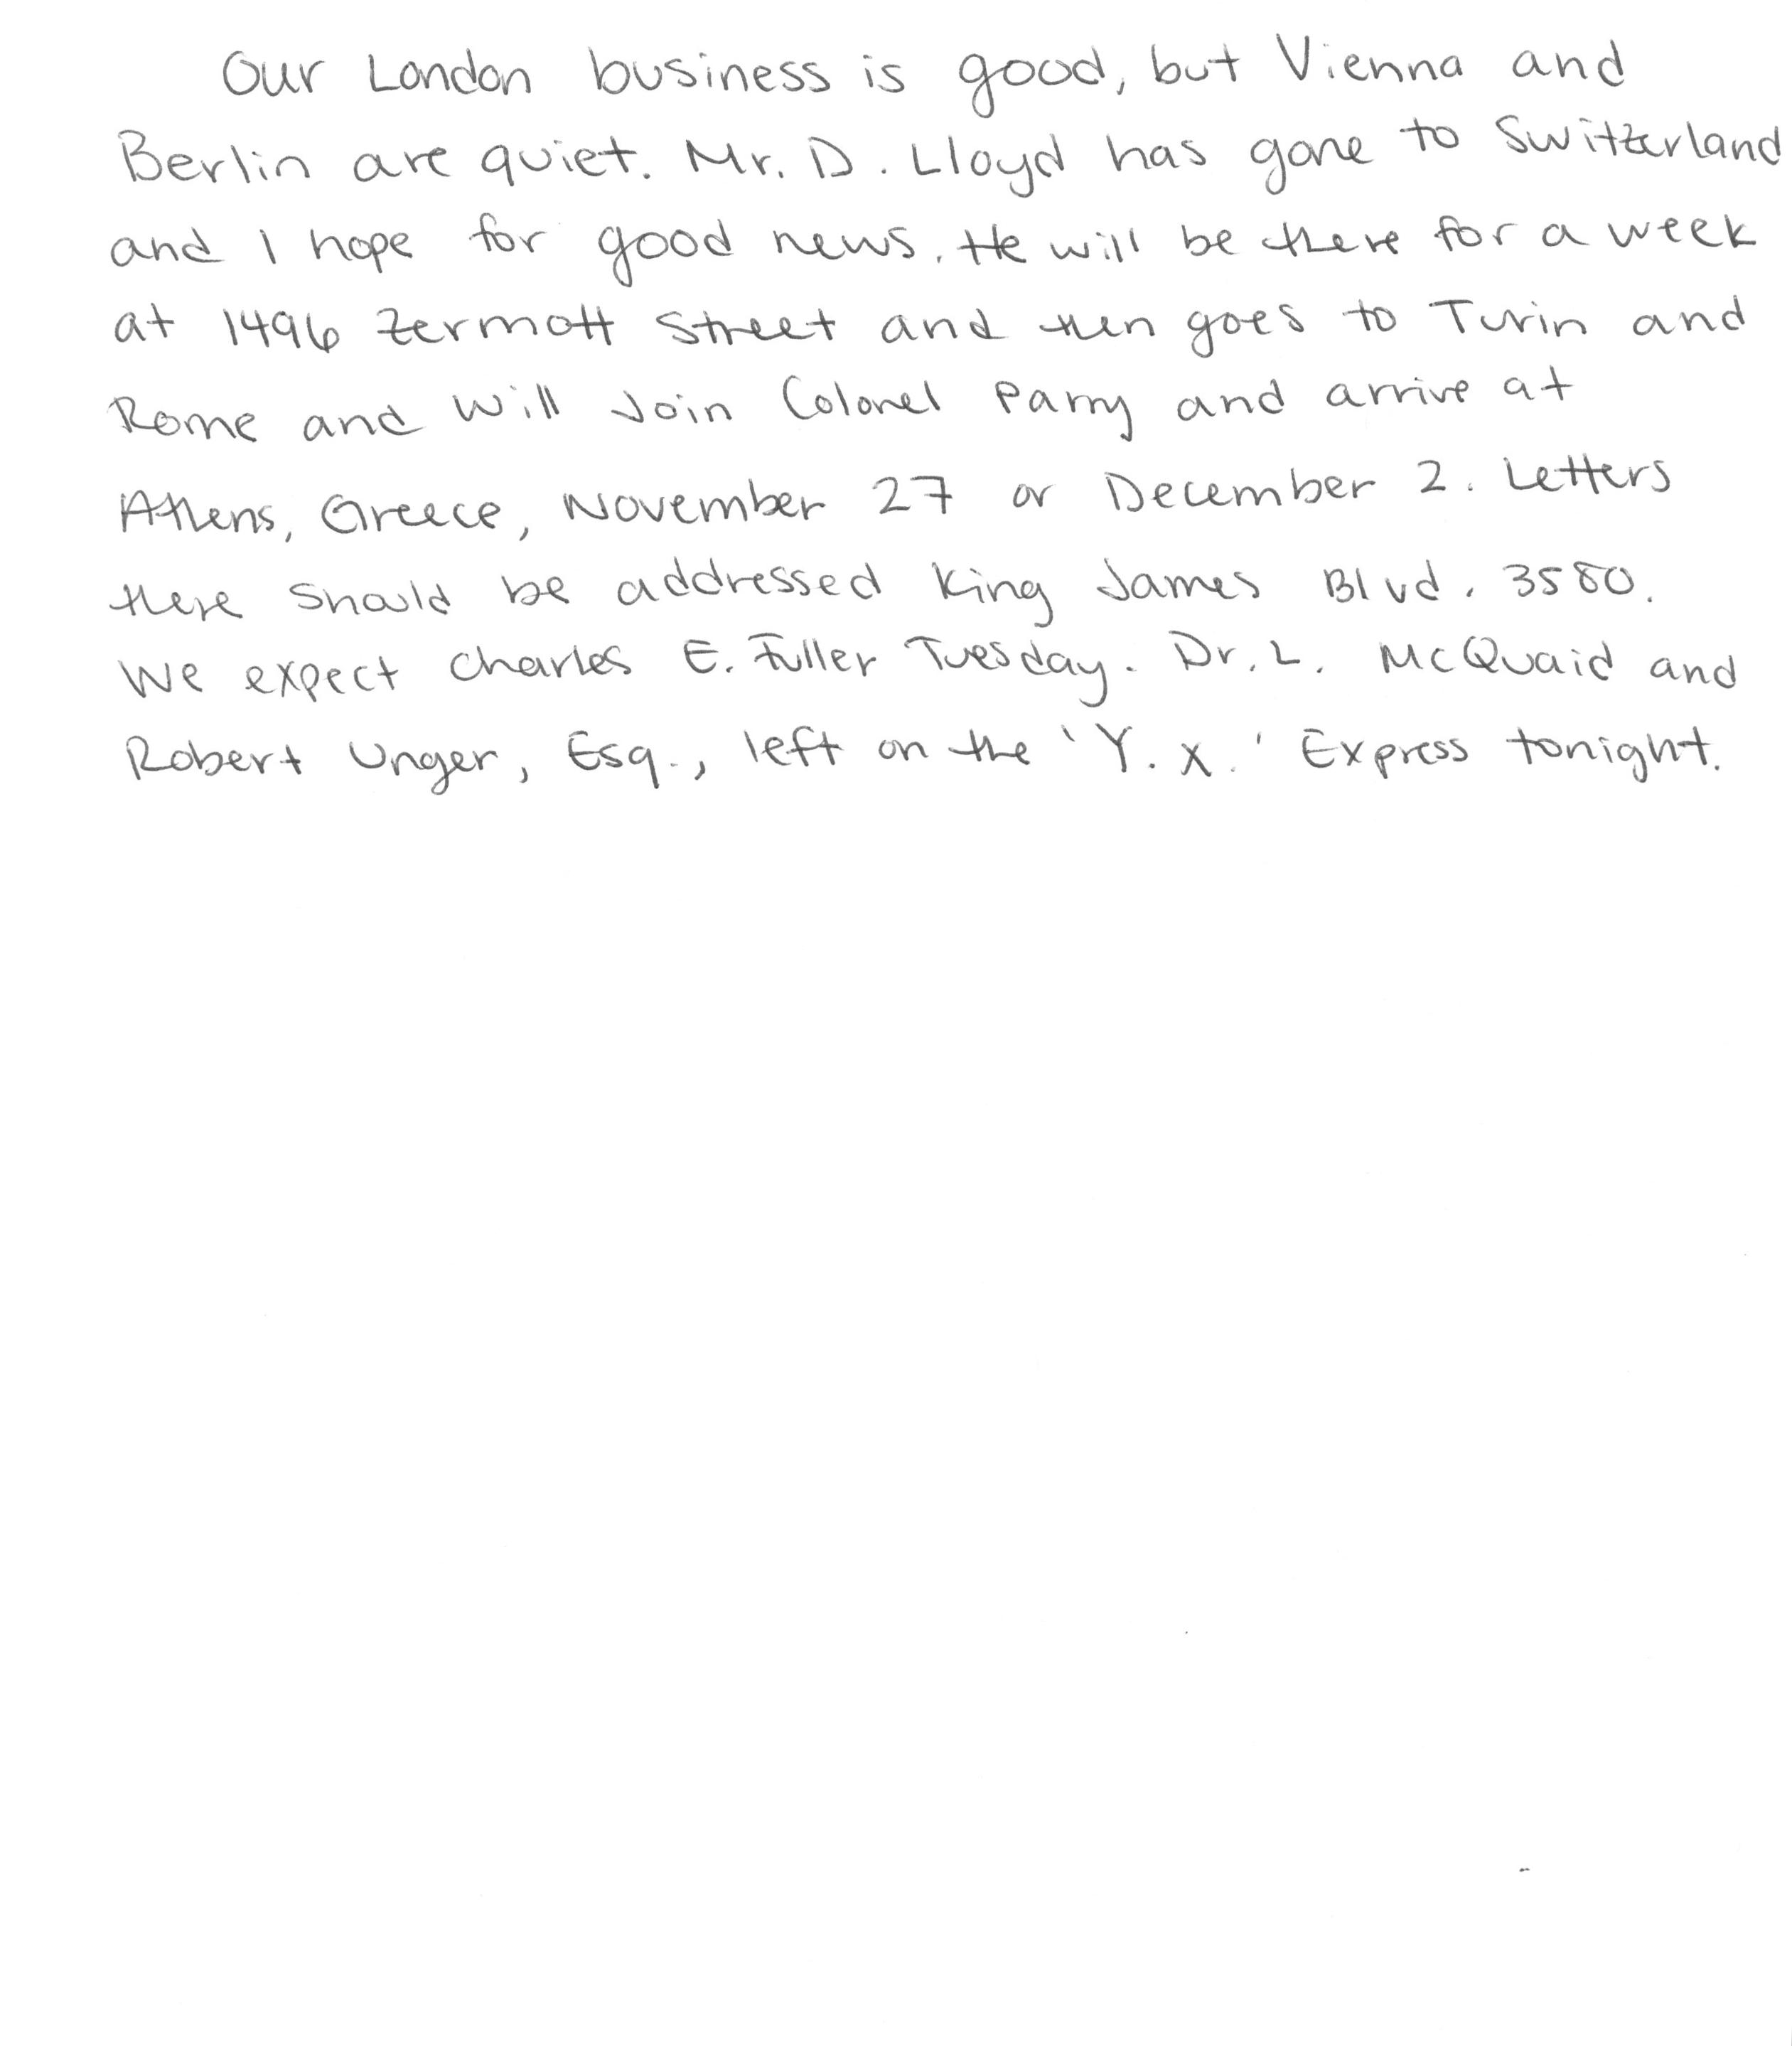 Our London business is good, but Vienna and
Berlin are quiet. Mr. D. Lloyd has gone to Switzerland
and I hope for good news. He will be there for a week
at 1496 Zermott Street and then goes to Turin and
Rome and will join Colonel Parry and arrive at
Athens, Greece, November 27 or December 2. Letters
there should be addressed King James Blvd. 3580.
We expect Charles E. Fuller Tuesday. Dr. L. McQuaid and
Robert Unger, Esq., left on the 'Y. X.' Express tonight.